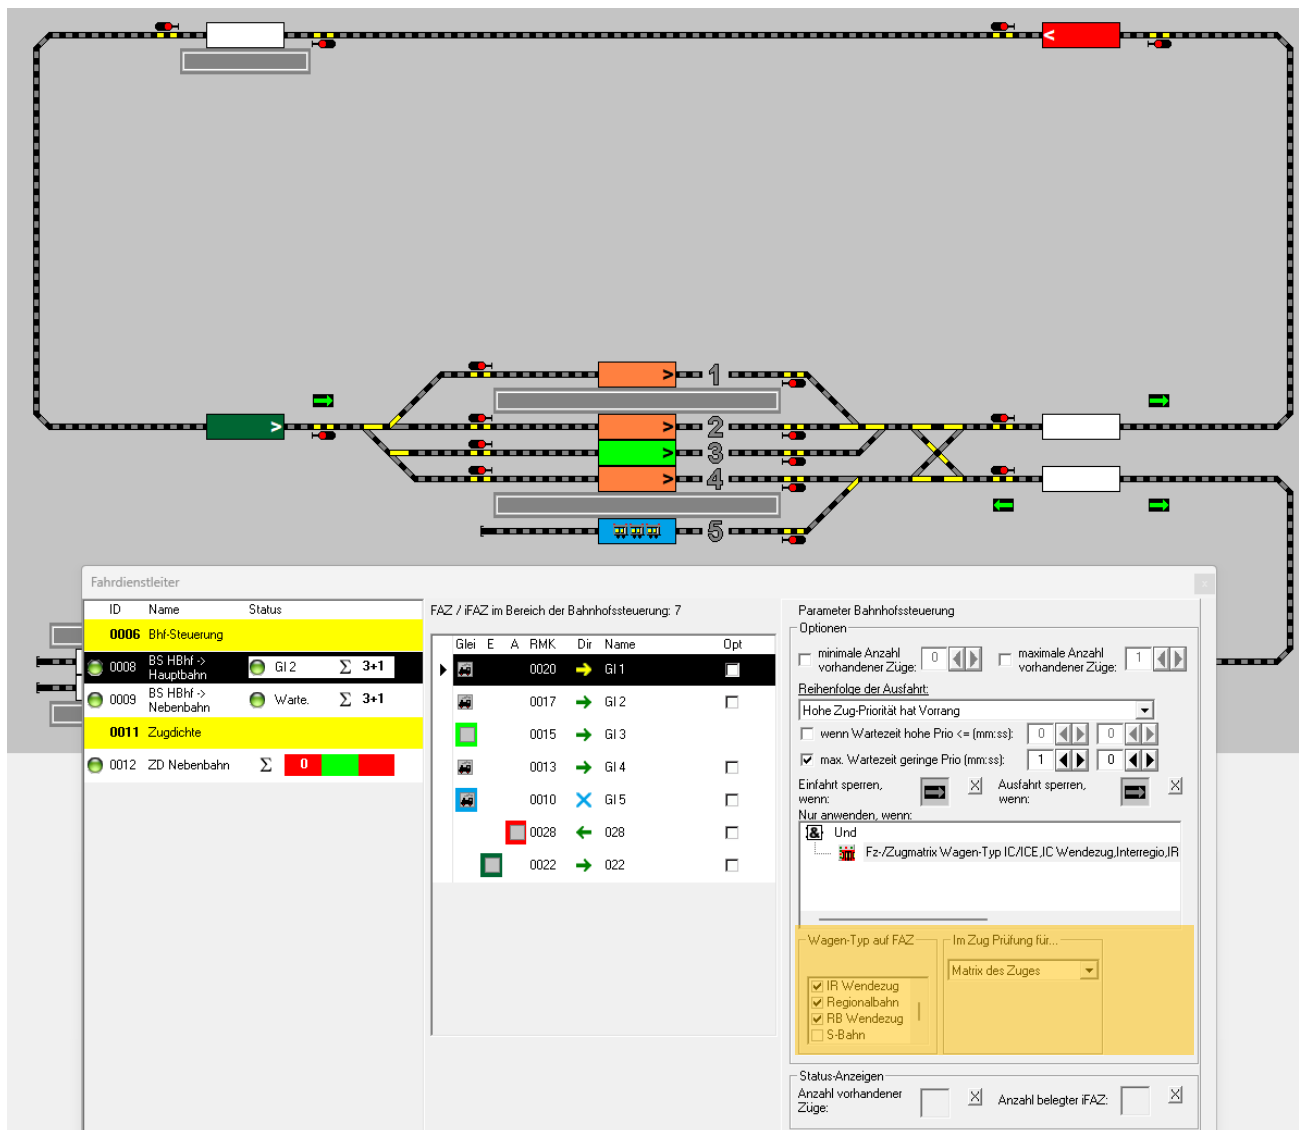 <
>
1
>
>
2
>
3
>
4
5
Fahrdienstleiter
x
ID Name Status
0006 Bhf-Steuerung
0008 BS HBhf ->
Hauptbahn
Gl 2 Σ 3+1
0009 BS HBhf ->
Nebenbahn
Warte. Σ 3+1
0011 Zugdichte
0012 ZD Nebenbahn Σ 0
FAZ / iFAZ im Bereich der Bahnhofssteuerung: 7
Glei E A RMK Dir Name Opt
0020 Gl 1
0017 Gl 2
0015 Gl 3
0013 Gl 4
0010 Gl 5
0028 028
0022 022
Parameter Bahnhofssteuerung
Optionen
minimale Anzahl
vorhandener Züge:
0
maximale Anzahl
vorhandener Züge:
1
Reihenfolge der Ausfahrt:
Hohe Zug-Priorität hat Vorrang
wenn Wartezeit hohe Prio <= (mm:ss): 0 0
max. Wartezeit geringe Prio (mm:ss): 1 0
Einfahrt sperren,
wenn:
X
Ausfahrt sperren,
wenn:
X
Nur anwenden, wenn:
& Und
Fz-/Zugmatrix Wagen-Typ IC/ICE,IC Wendezug,Interregio,IR
Wagen-Typ auf FAZ
IR Wendezug
Regionalbahn
RB Wendezug
S-Bahn
Im Zug Prüfung für...
Matrix des Zuges
Status-Anzeigen
Anzahl vorhandener
Züge:
X
Anzahl belegter iFAZ:
X